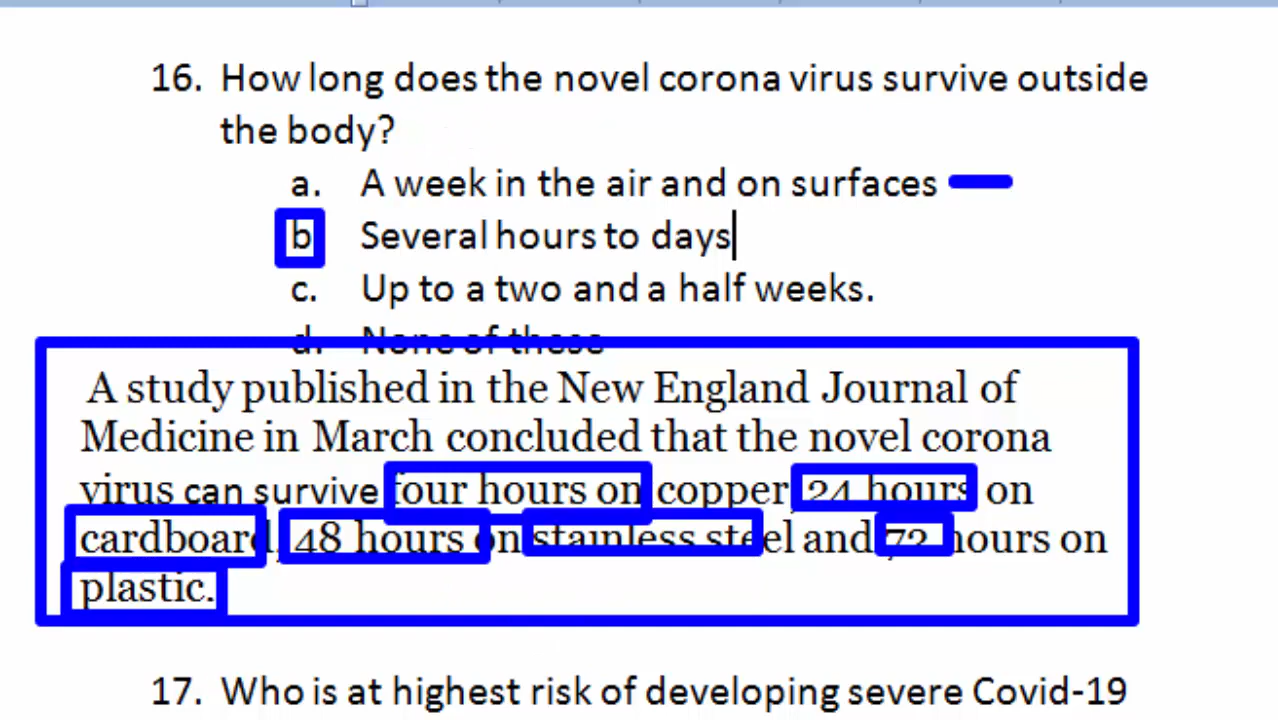 16. How long does the novel corona virus survive outside
the body?
a. A week in the air and on surfaces
b Several hours to days
c. Up to a two and a half weeks.
d. None of these
A study published in the New England Journal of
Medicine in March concluded that the novel corona
virus can survive four hours on copper, 24 hours on
cardboard, 48 hours on stainless steel and 72 hours on
plastic.
17. Who is at highest risk of developing severe Covid-19